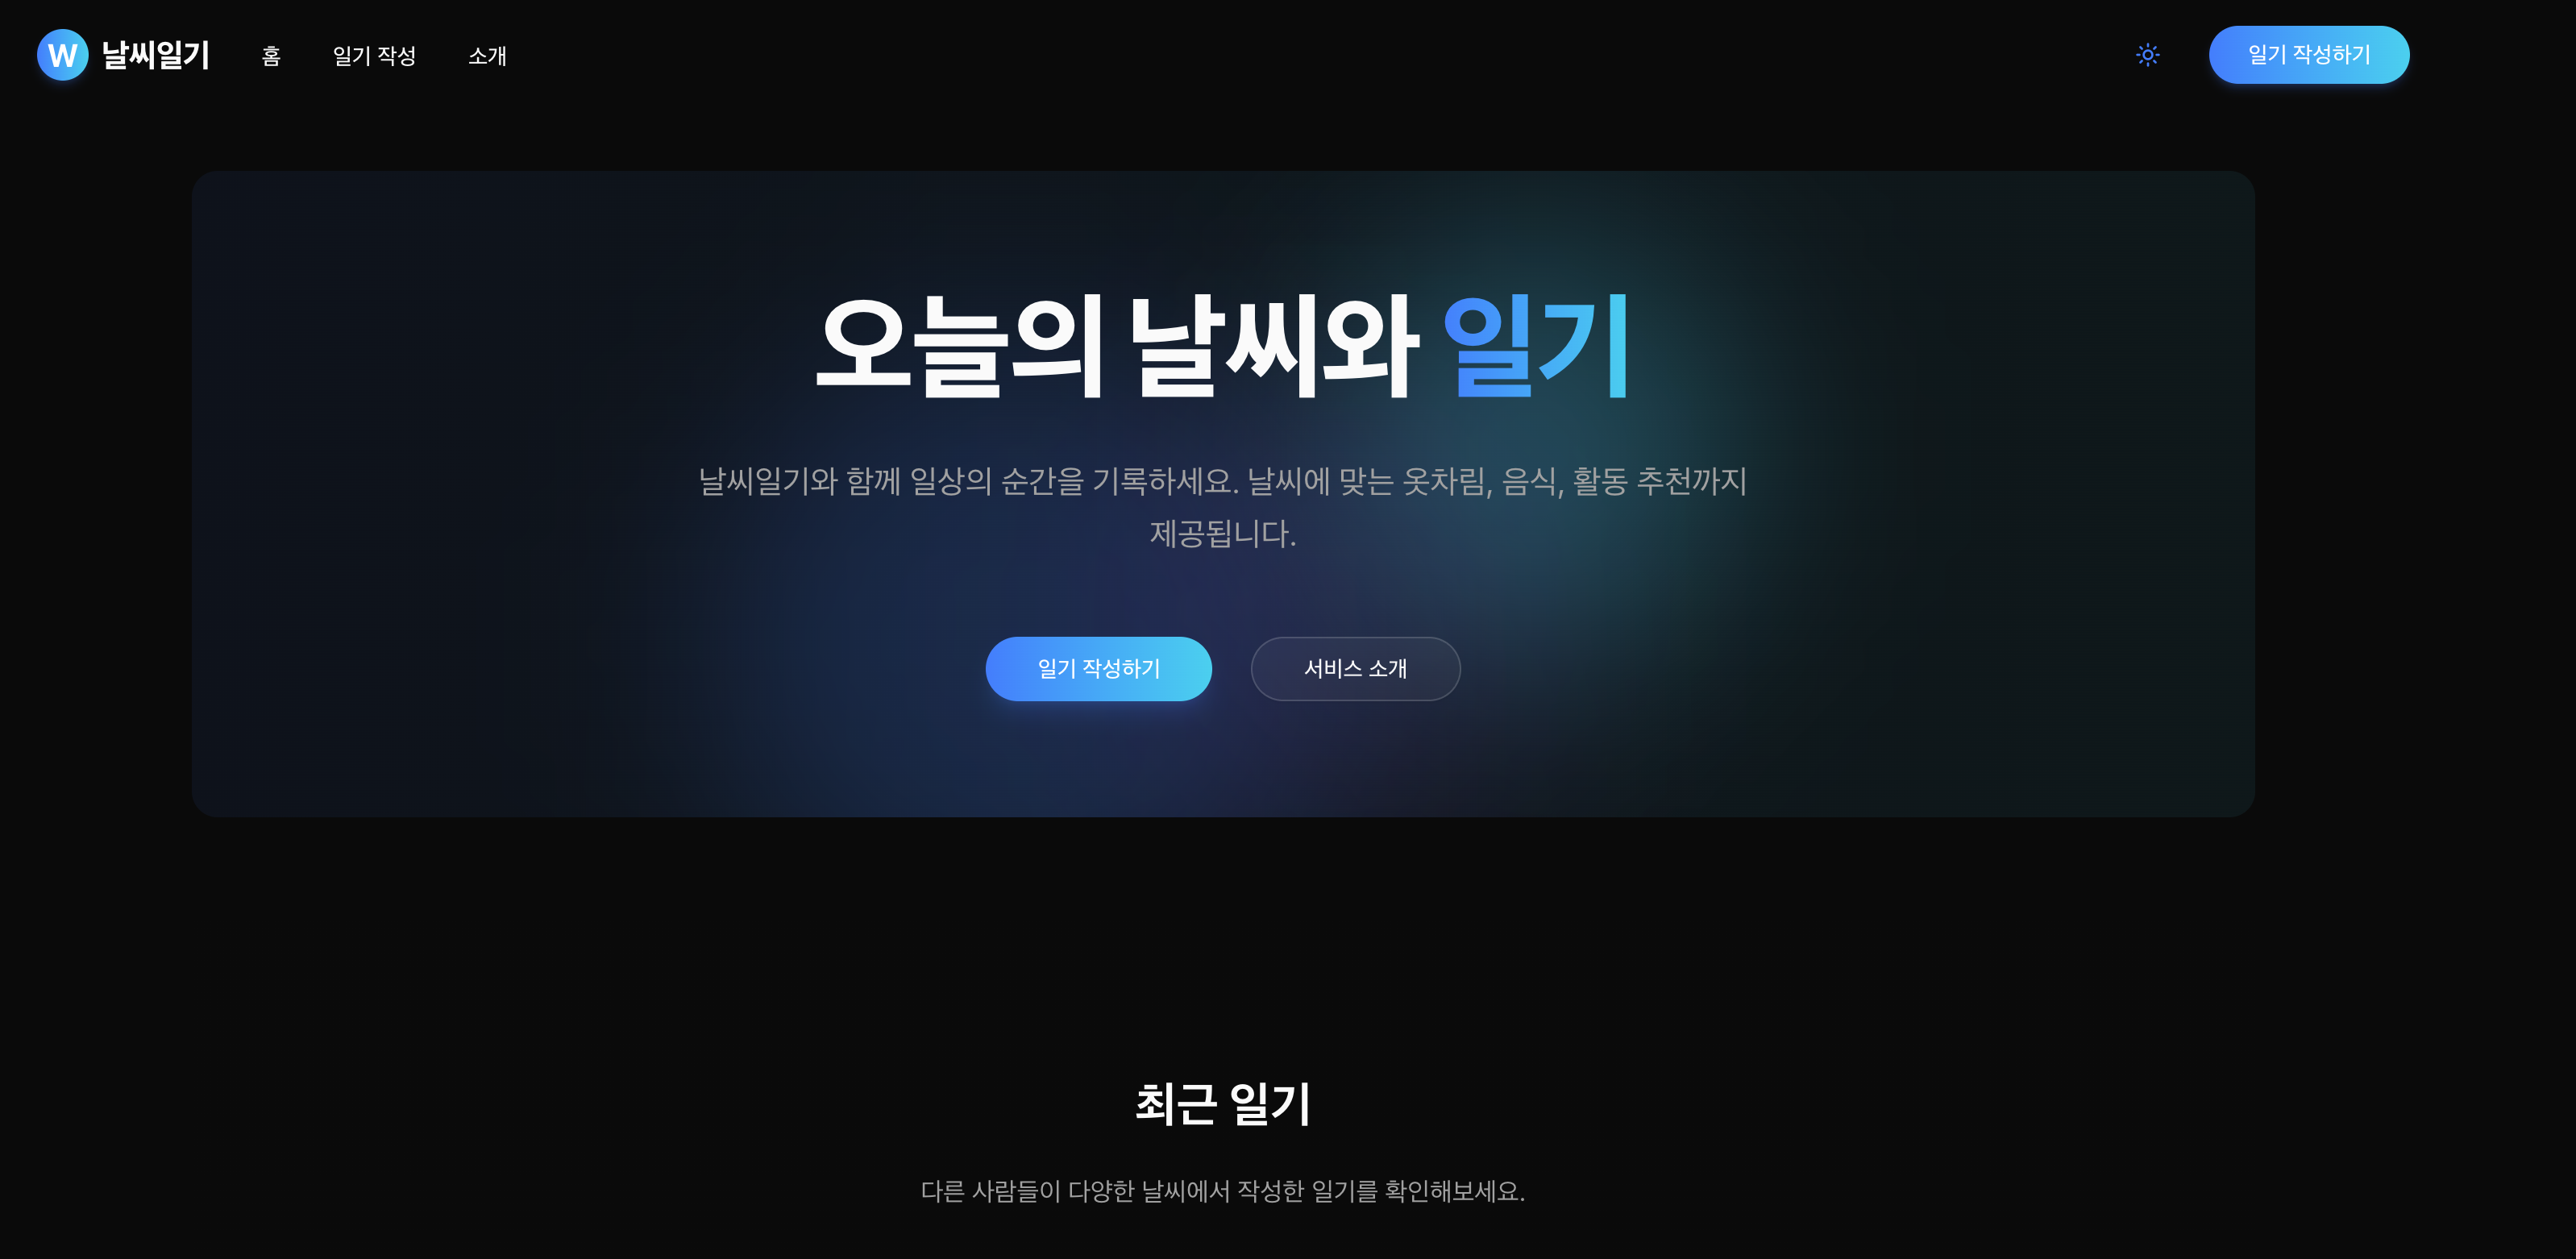 W 날씨일기 홈 일기 작성 소개 일기 작성하기
오늘의 날씨와 일기
날씨일기와 함께 일상의 순간을 기록하세요. 날씨에 맞는 옷차림, 음식, 활동 추천까지
제공됩니다.
일기 작성하기 서비스 소개
최근 일기
다른 사람들이 다양한 날씨에서 작성한 일기를 확인해보세요.